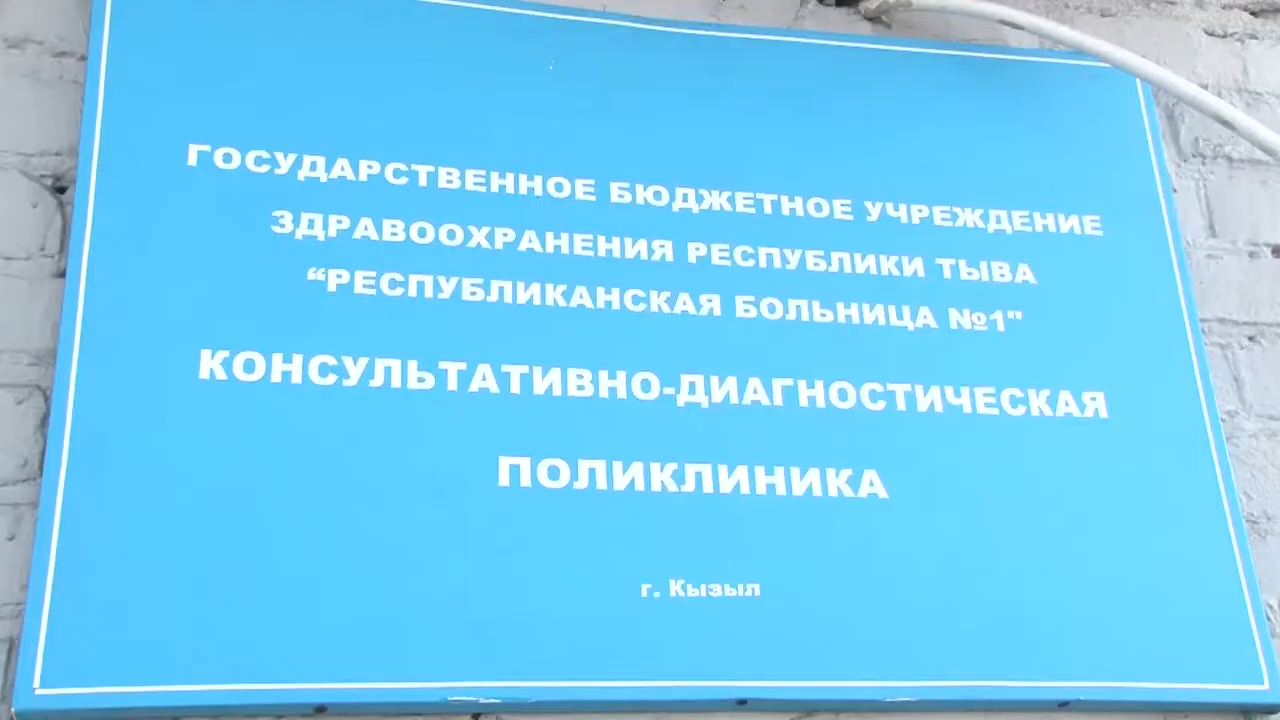 ГОСУДАРСТВЕННОЕ БЮДЖЕТНОЕ УЧРЕЖДЕНИЕ
ЗДРАВООХРАНЕНИЯ РЕСПУБЛИКИ ТЫВА
“РЕСПУБЛИКАНСКАЯ БОЛЬНИЦА №1"
КОНСУЛЬТАТИВНО-ДИАГНОСТИЧЕСКАЯ
ПОЛИКЛИНИКА
г. Кызыл